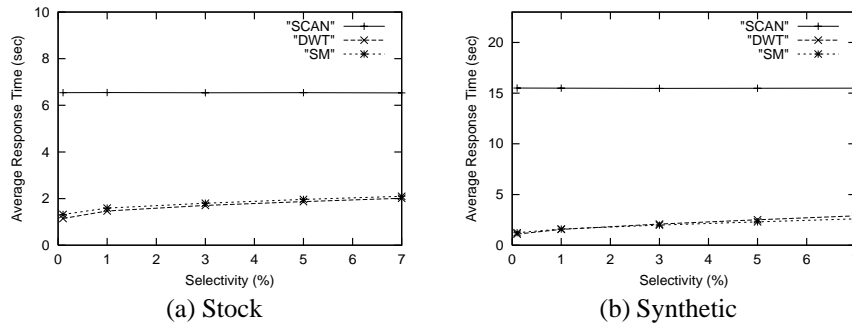 10
8
6
4
2
0
0 1 2 3 4 5 6 7
Average Response Time (sec)
Selectivity (%)
"SCAN"
"DWT"
"SM"
(a) Stock
20
15
10
5
0
0 1 2 3 4 5 6
Average Response Time (sec)
Selectivity (%)
"SCAN"
"DWT"
"SM"
(b) Synthetic